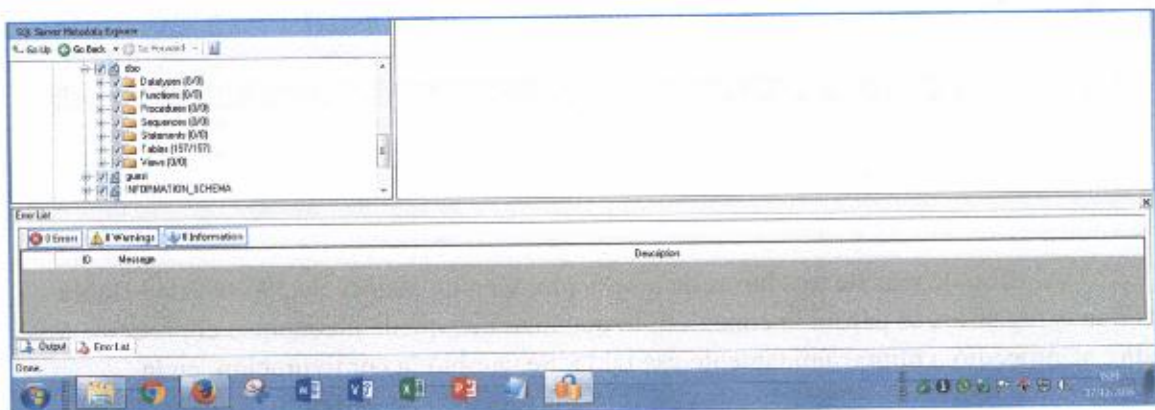 SQL Server Metadata Explorer
Go Up Go Back Go Forward
dbo
Datatypes (0/0)
Functions (0/0)
Procedures (0/0)
Sequences (0/0)
Statements (0/0)
Tables (157/157)
Views (0/0)
guest
INFORMATION_SCHEMA
Error List
0 Errors 0 Warnings 0 Information
ID Message Description
Output Error List
Done.